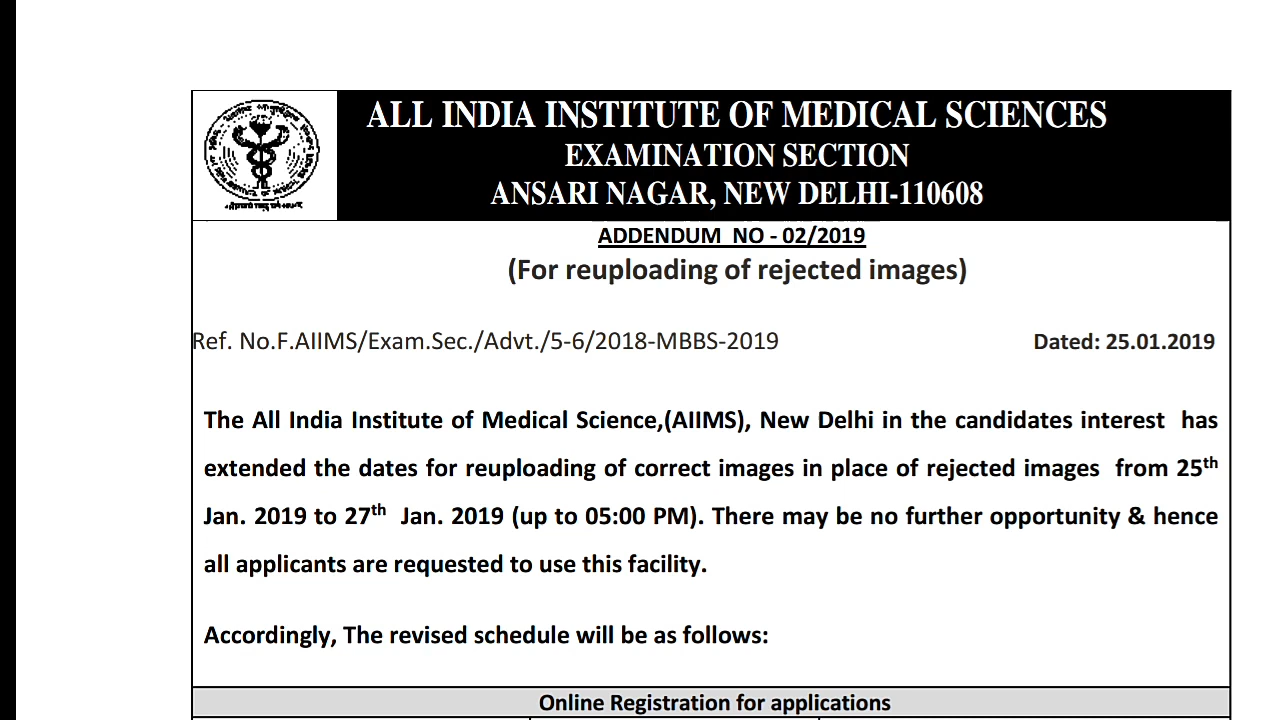 ALL INDIA INSTITUTE OF MEDICAL SCIENCES
EXAMINATION SECTION
ANSARI NAGAR, NEW DELHI-110608
ADDENDUM NO - 02/2019
(For reuploading of rejected images)
Ref. No.F.AIIMS/Exam.Sec./Advt./5-6/2018-MBBS-2019 Dated: 25.01.2019
The All India Institute of Medical Science,(AIIMS), New Delhi in the candidates interest has
extended the dates for reuploading of correct images in place of rejected images from 25th
Jan. 2019 to 27th Jan. 2019 (up to 05:00 PM). There may be no further opportunity & hence
all applicants are requested to use this facility.
Accordingly, The revised schedule will be as follows:
Online Registration for applications